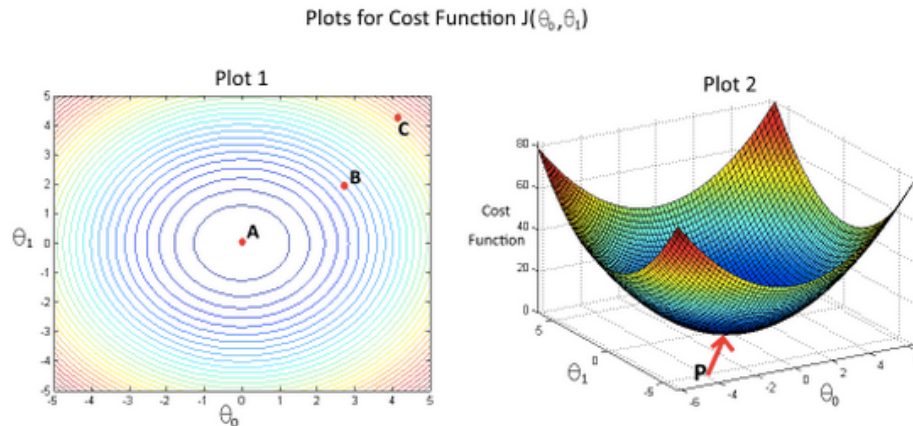 Plots for Cost Function J(θ₀,θ₁)
Plot 1
5
4
3
2
1
0
-1
-2
-3
-4
-5
θ₁
A
B
C
-5 -4 -3 -2 -1 0 1 2 3 4 5
θ₀
Plot 2
80
60
40
20
0
Cost
Function
5
0
-5
θ₁
P
-6 -4 -2 0 2 4
θ₀